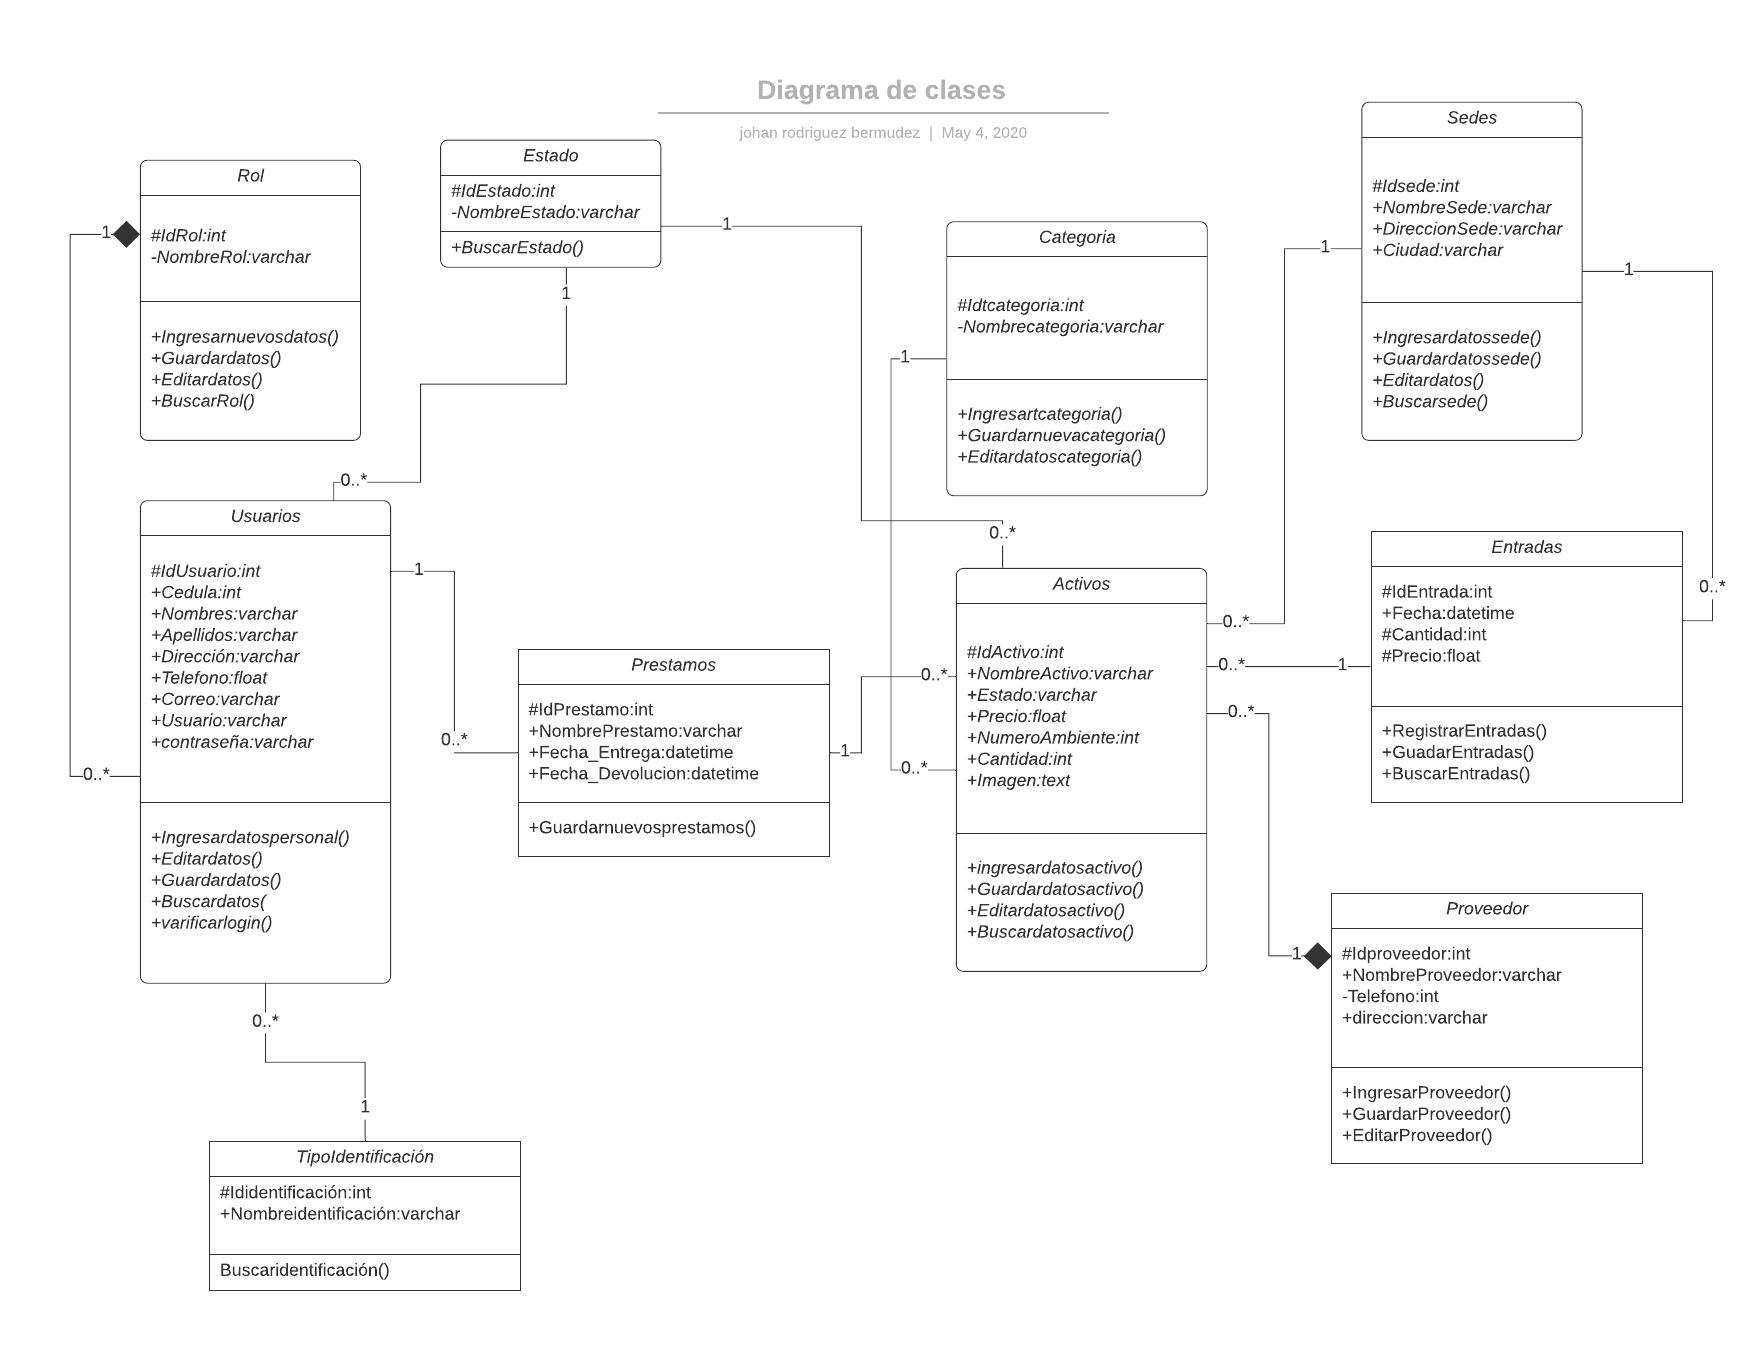 Diagrama de clases
johan rodriguez bermudez | May 4, 2020
Rol
#IdRol:int
-NombreRol:varchar
+Ingresarnuevosdatos()
+Guardardatos()
+Editardatos()
+BuscarRol()
1
0..*
Estado
#IdEstado:int
-NombreEstado:varchar
+BuscarEstado()
1
0..*
1
0..*
Categoria
#Idtcategoria:int
-Nombrecategoria:varchar
+Ingresartcategoria()
+Guardarnuevacategoria()
+Editardatoscategoria()
1
0..*
Sedes
#Idsede:int
+NombreSede:varchar
+DireccionSede:varchar
+Ciudad:varchar
+Ingresardatossede()
+Guardardatossede()
+Editardatos()
+Buscarsede()
1
0..*
1
0..*
Usuarios
#IdUsuario:int
+Cedula:int
+Nombres:varchar
+Apellidos:varchar
+Dirección:varchar
+Telefono:float
+Correo:varchar
+Usuario:varchar
+contraseña:varchar
+Ingresardatospersonal()
+Editardatos()
+Guardardatos()
+Buscardatos(
+varificarlogin()
1
0..*
0..*
1
Prestamos
#IdPrestamo:int
+NombrePrestamo:varchar
+Fecha_Entrega:datetime
+Fecha_Devolucion:datetime
+Guardarnuevosprestamos()
1
0..*
Activos
#IdActivo:int
+NombreActivo:varchar
+Estado:varchar
+Precio:float
+NumeroAmbiente:int
+Cantidad:int
+Imagen:text
+ingresardatosactivo()
+Guardardatosactivo()
+Editardatosactivo()
+Buscardatosactivo()
0..*
1
0..*
1
Entradas
#IdEntrada:int
+Fecha:datetime
#Cantidad:int
#Precio:float
+RegistrarEntradas()
+GuadarEntradas()
+BuscarEntradas()
Proveedor
#Idproveedor:int
+NombreProveedor:varchar
-Telefono:int
+direccion:varchar
+IngresarProveedor()
+GuardarProveedor()
+EditarProveedor()
TipoIdentificación
#Ididentificación:int
+Nombreidentificación:varchar
Buscaridentificación()